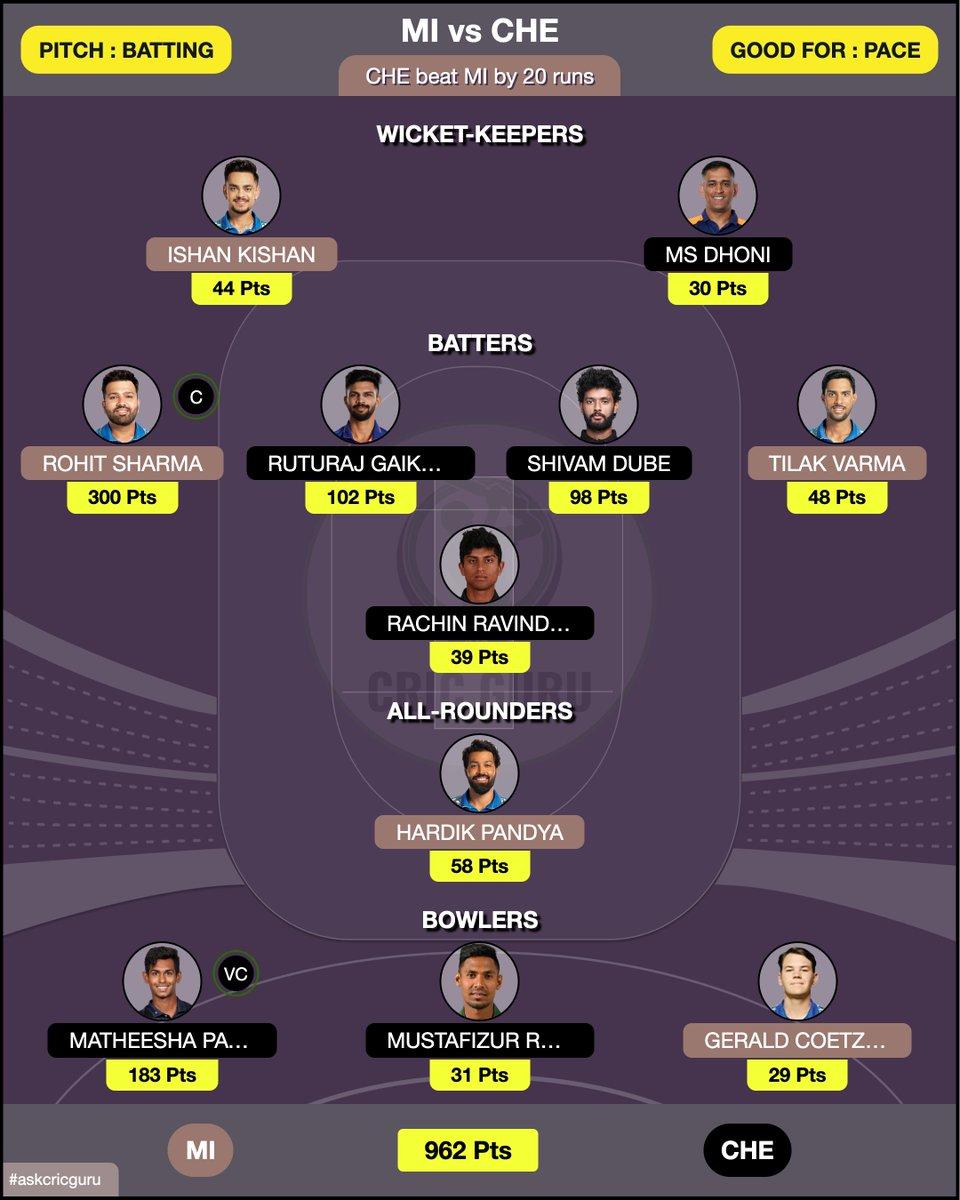 MI vs CHE
PITCH : BATTING
GOOD FOR : PACE
CHE beat MI by 20 runs
WICKET-KEEPERS
ISHAN KISHAN
44 Pts
MS DHONI
30 Pts
BATTERS
C
ROHIT SHARMA
300 Pts
RUTURAJ GAIK...
102 Pts
SHIVAM DUBE
98 Pts
TILAK VARMA
48 Pts
RACHIN RAVIND...
39 Pts
CRIC GURU
ALL-ROUNDERS
HARDIK PANDYA
58 Pts
BOWLERS
VC
MATHEESHA PA...
183 Pts
MUSTAFIZUR R...
31 Pts
GERALD COETZ...
29 Pts
MI
962 Pts
CHE
#askcricguru